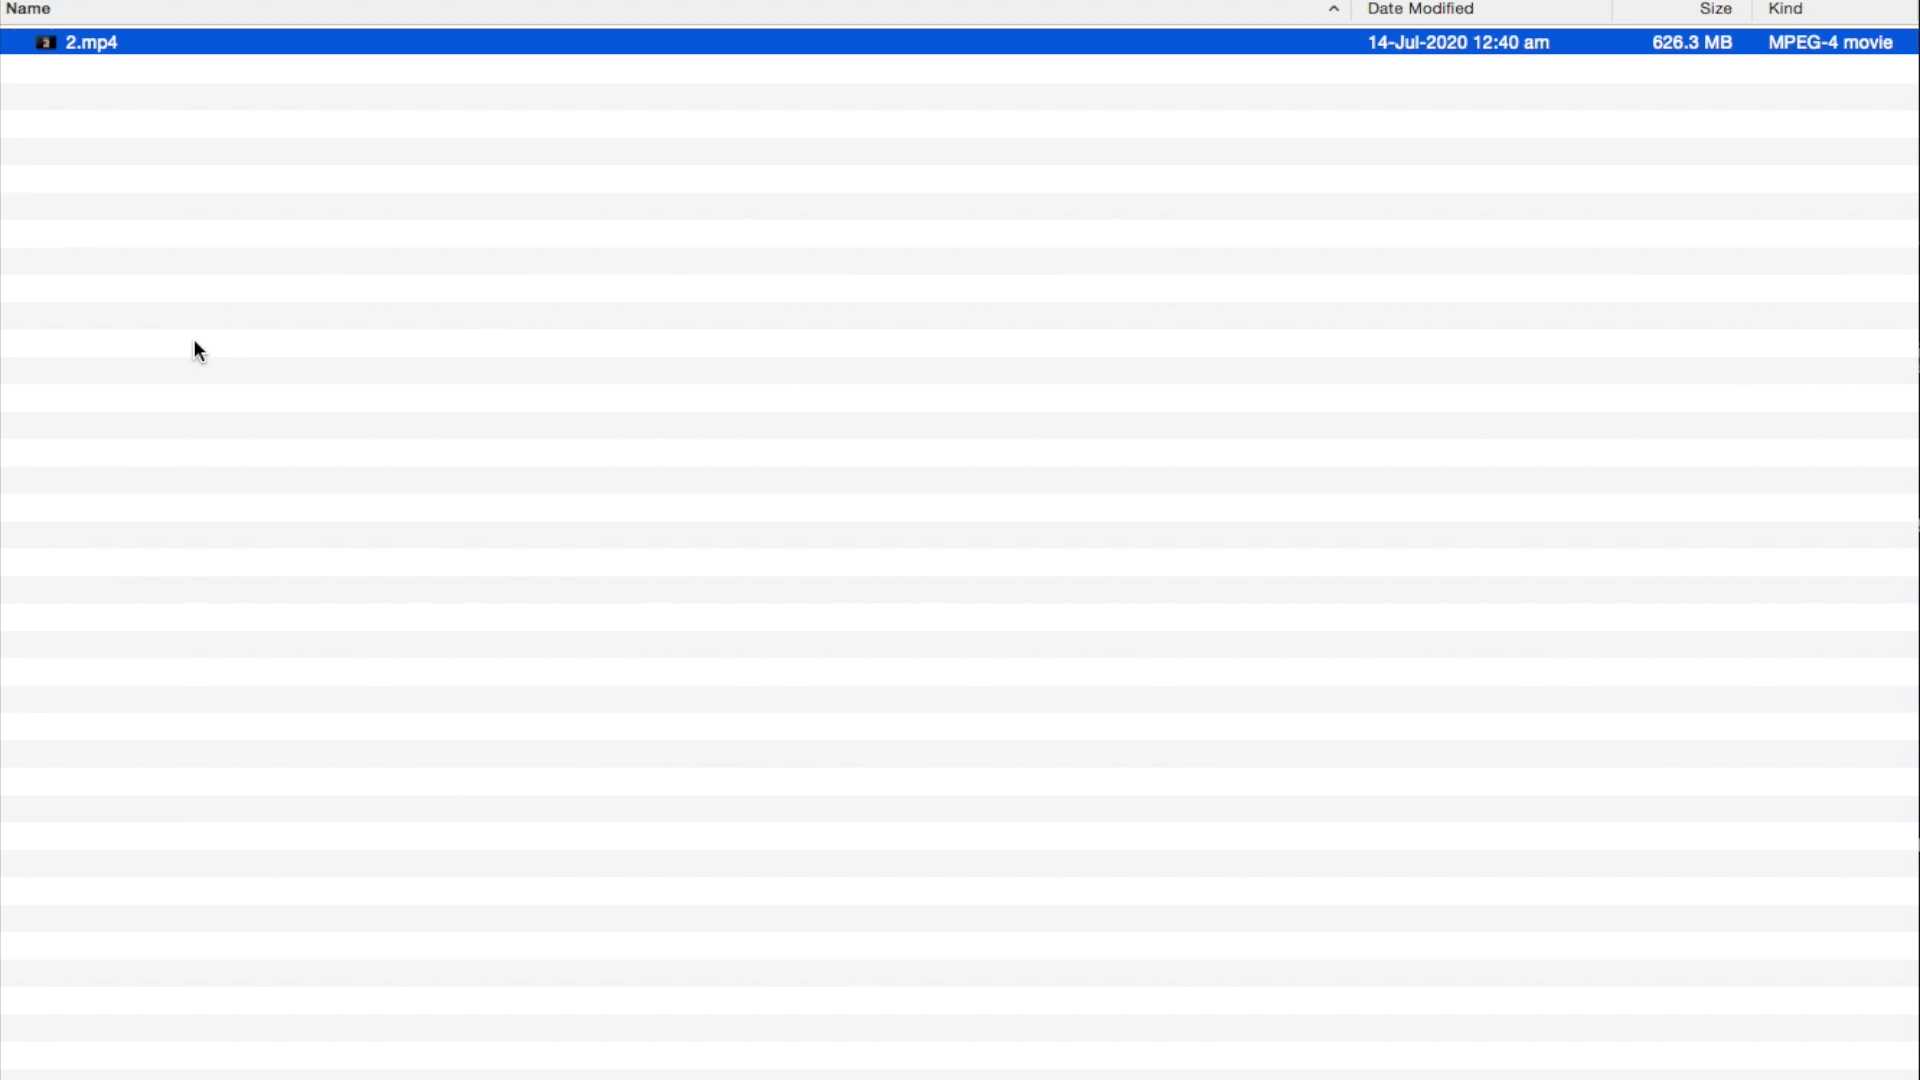 Name Date Modified Size Kind
2.mp4 14-Jul-2020 12:40 am 626.3 MB MPEG-4 movie